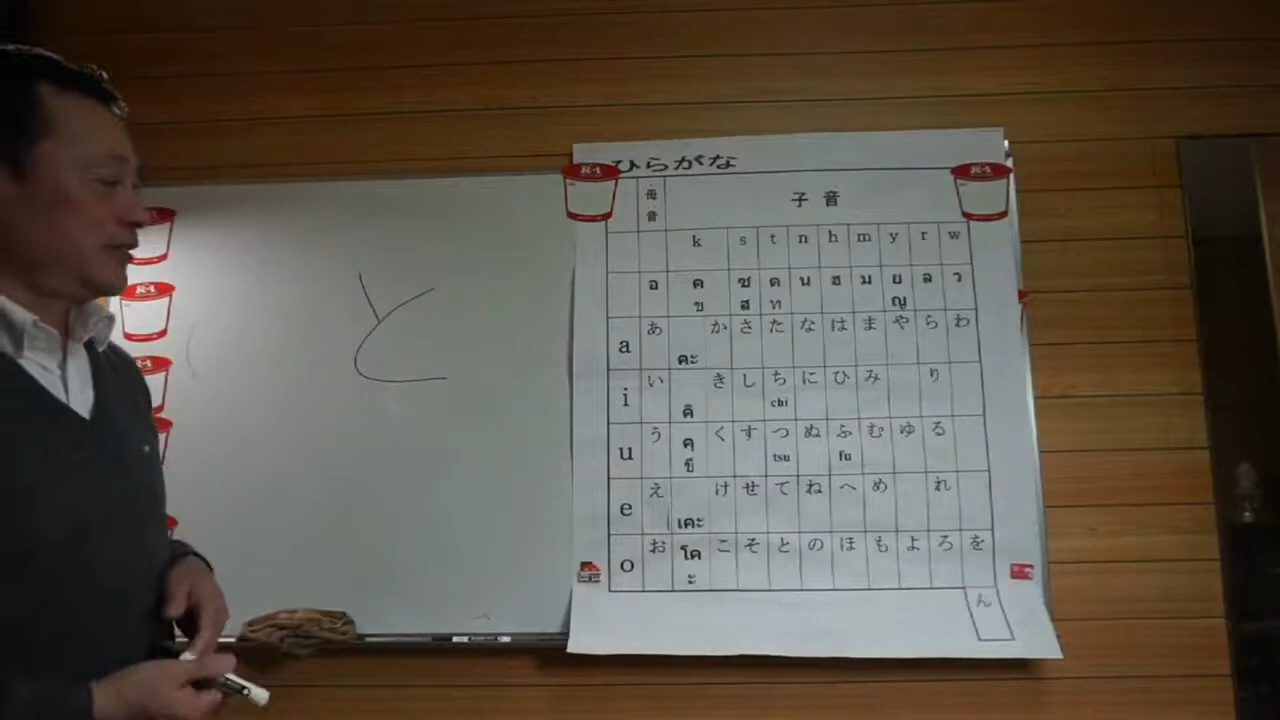 と
ひらがな
母音 子音
k s t n h m y r w
อ ค ข ซ ส ด ท น ฮ ม ย ญ ล ว
a あ คะ か さ た な は ま や ら わ
i い คิ き し ち chi に ひ み り
u う คุ คึ く す つ tsu ぬ ふ fu む ゆ る
e え เคะ け せ て ね へ め れ
o お โคะ こ そ と の ほ も よ ろ を
ん